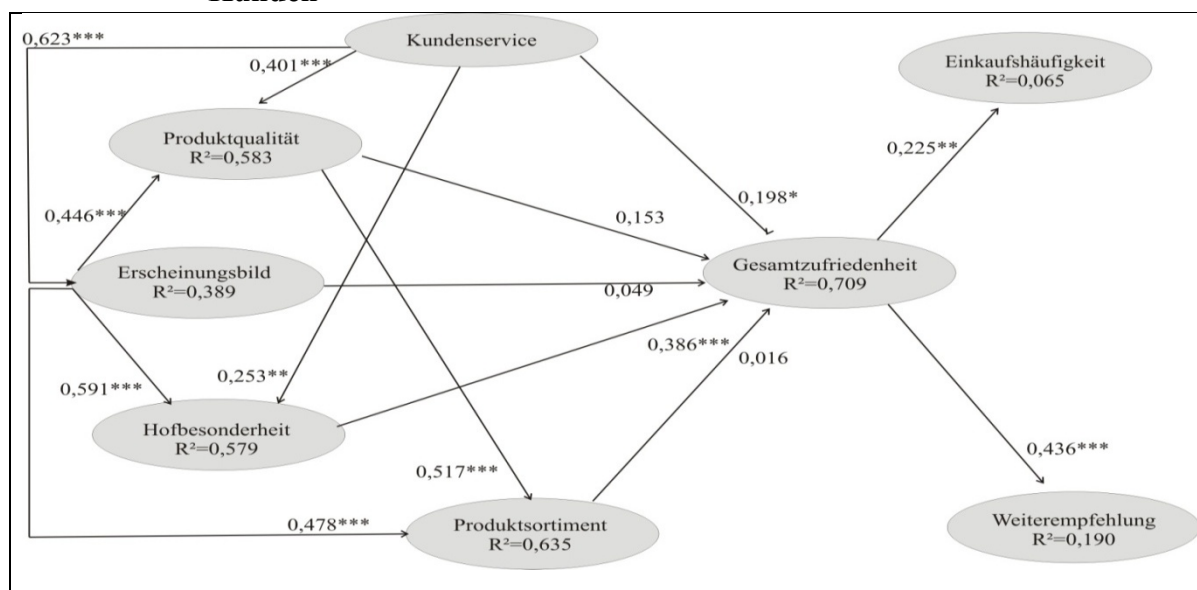 Kunden
0,623***
Kundenservice
0,401***
Einkaufshäufigkeit
R²=0,065
Produktqualität
R²=0,583
0,225**
0,198*
0,446***
0,153
Erscheinungsbild
R²=0,389
Gesamtzufriedenheit
R²=0,709
0,049
0,386***
0,016
0,591***
0,253**
Hofbesonderheit
R²=0,579
0,436***
0,517***
0,478***
Produktsortiment
R²=0,635
Weiterempfehlung
R²=0,190